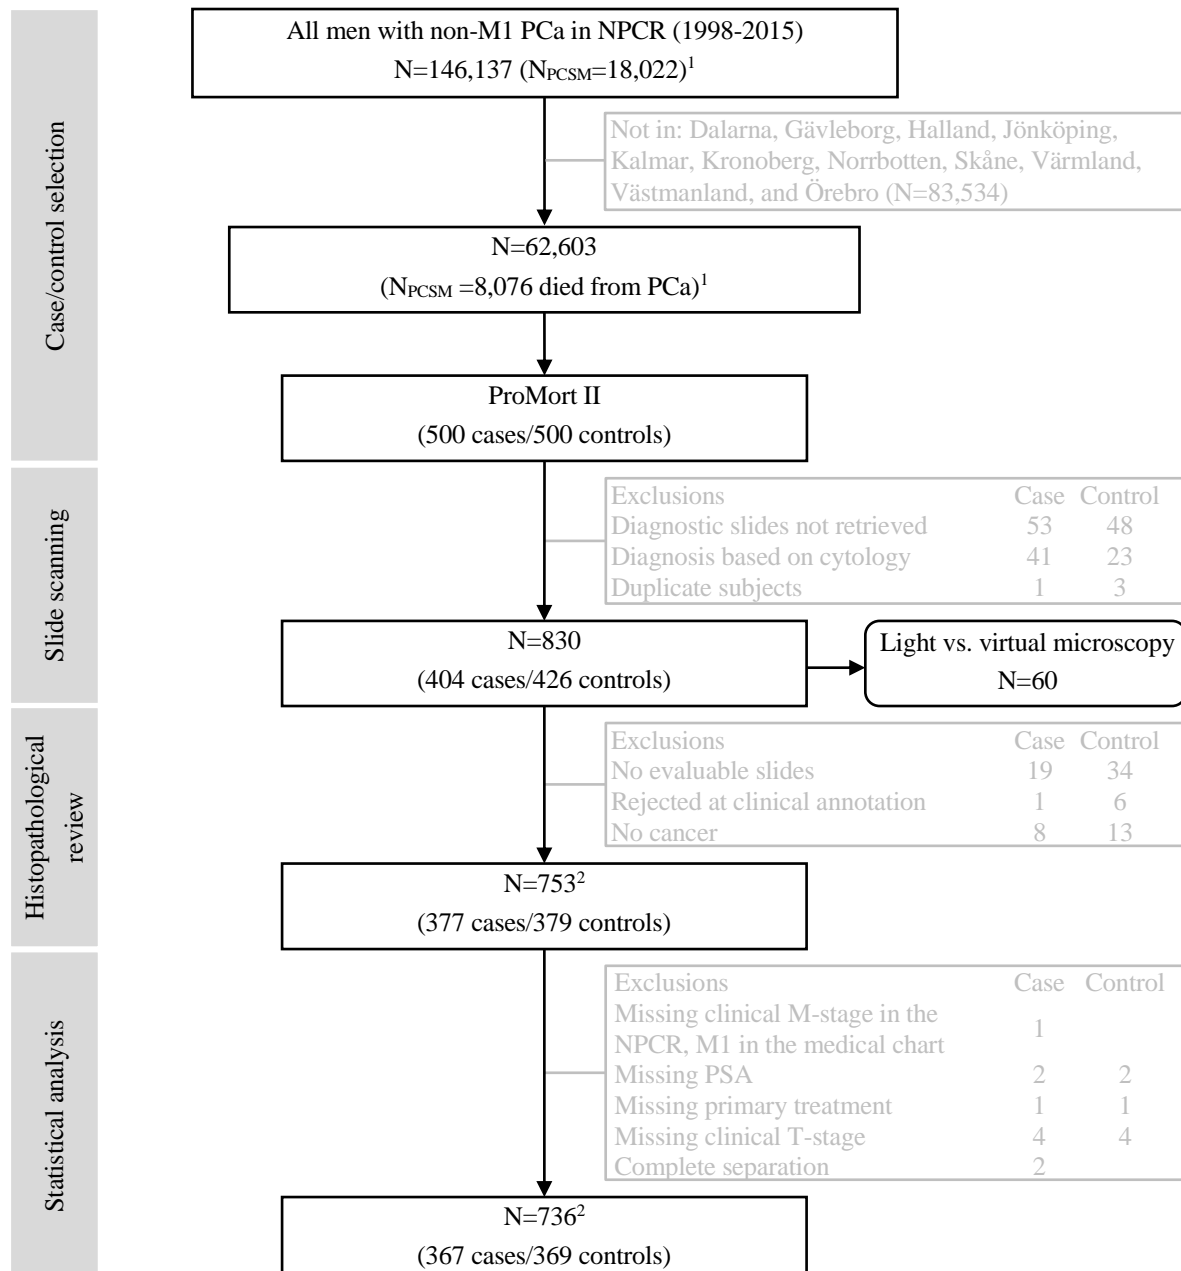 All men with non-M1 PCa in NPCR (1998-2015)
N=146,137 (NPCSM=18,022)1
Not in: Dalarna, Gävleborg, Halland, Jönköping,
Kalmar, Kronoberg, Norrbotten, Skåne, Värmland,
Västmanland, and Örebro (N=83,534)
N=62,603
(NPCSM =8,076 died from PCa)1
ProMort II
(500 cases/500 controls)
Case/control selection
Exclusions Case Control
Diagnostic slides not retrieved 53 48
Diagnosis based on cytology 41 23
Duplicate subjects 1 3
N=830
(404 cases/426 controls)
Light vs. virtual microscopy
N=60
Slide scanning
Exclusions Case Control
No evaluable slides 19 34
Rejected at clinical annotation 1 6
No cancer 8 13
N=7532
(377 cases/379 controls)
Histopathological
review
Exclusions Case Control
Missing clinical M-stage in the
NPCR, M1 in the medical chart 1
Missing PSA 2 2
Missing primary treatment 1 1
Missing clinical T-stage 4 4
Complete separation 2
N=7362
(367 cases/369 controls)
Statistical analysis